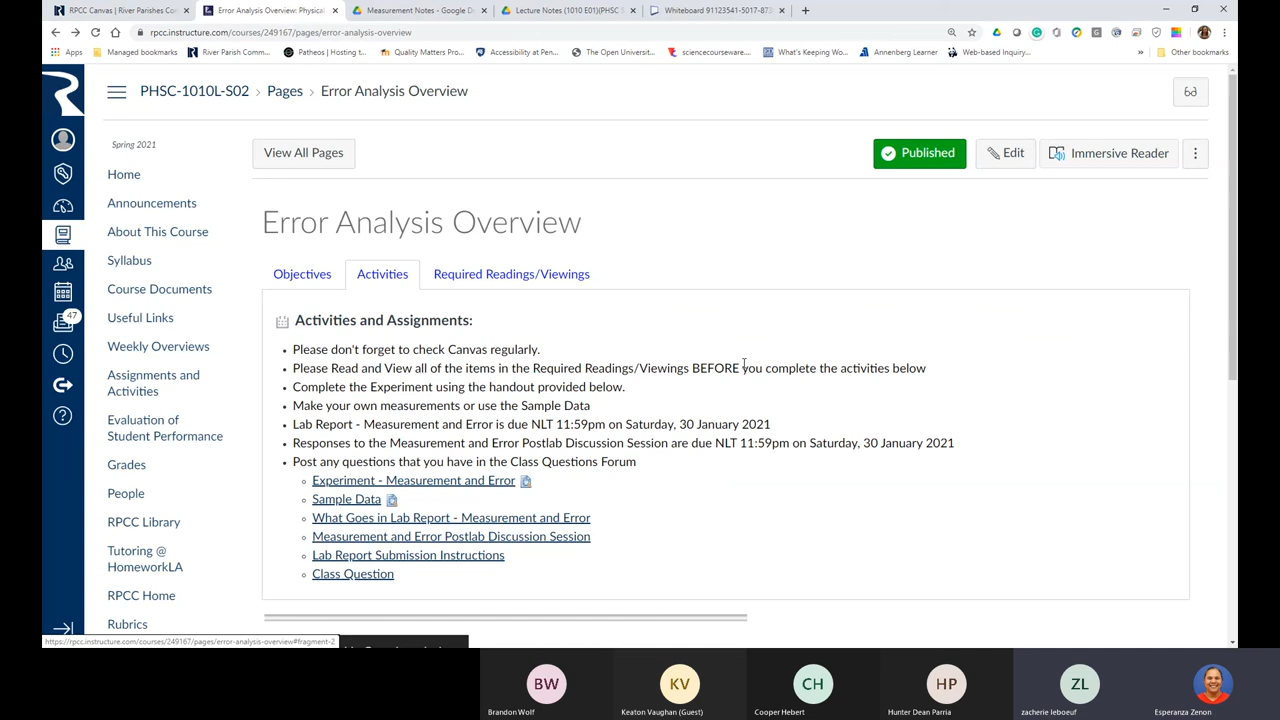 RPCC Canvas | River Parishes Con
Error Analysis Overview: Physical
Measurement Notes - Google D
Lecture Notes (1010 E01)(PHSC S
Whiteboard 91123541-5017-873
rpcc.instructure.com/courses/249167/pages/error-analysis-overview
Apps Managed bookmarks River Parish Comm... Patheos | Hosting t... Quality Matters Pro... Accessibility at Pen... The Open Universit... sciencecourseware... What's Keeping Wo... Annenberg Learner Web-based Inquiry... » Other bookmarks
PHSC-1010L-S02 > Pages > Error Analysis Overview
Spring 2021
View All Pages
Published
Edit
Immersive Reader
Home
Announcements
About This Course
Syllabus
Course Documents
Useful Links
Weekly Overviews
Assignments and
Activities
Evaluation of
Student Performance
Grades
People
RPCC Library
Tutoring @
HomeworkLA
RPCC Home
Rubrics
47
Error Analysis Overview
Objectives Activities Required Readings/Viewings
Activities and Assignments:
Please don't forget to check Canvas regularly.
Please Read and View all of the items in the Required Readings/Viewings BEFORE you complete the activities below
Complete the Experiment using the handout provided below.
Make your own measurements or use the Sample Data
Lab Report - Measurement and Error is due NLT 11:59pm on Saturday, 30 January 2021
Responses to the Measurement and Error Postlab Discussion Session are due NLT 11:59pm on Saturday, 30 January 2021
Post any questions that you have in the Class Questions Forum
Experiment - Measurement and Error
Sample Data
What Goes in Lab Report - Measurement and Error
Measurement and Error Postlab Discussion Session
Lab Report Submission Instructions
Class Question
https://rpcc.instructure.com/courses/249167/pages/error-analysis-overview#fragment-2
BW
KV
CH
HP
ZL
Brandon Wolf
Keaton Vaughan (Guest)
Cooper Hebert
Hunter Dean Parria
zacherie leboeuf
Esperanza Zenon